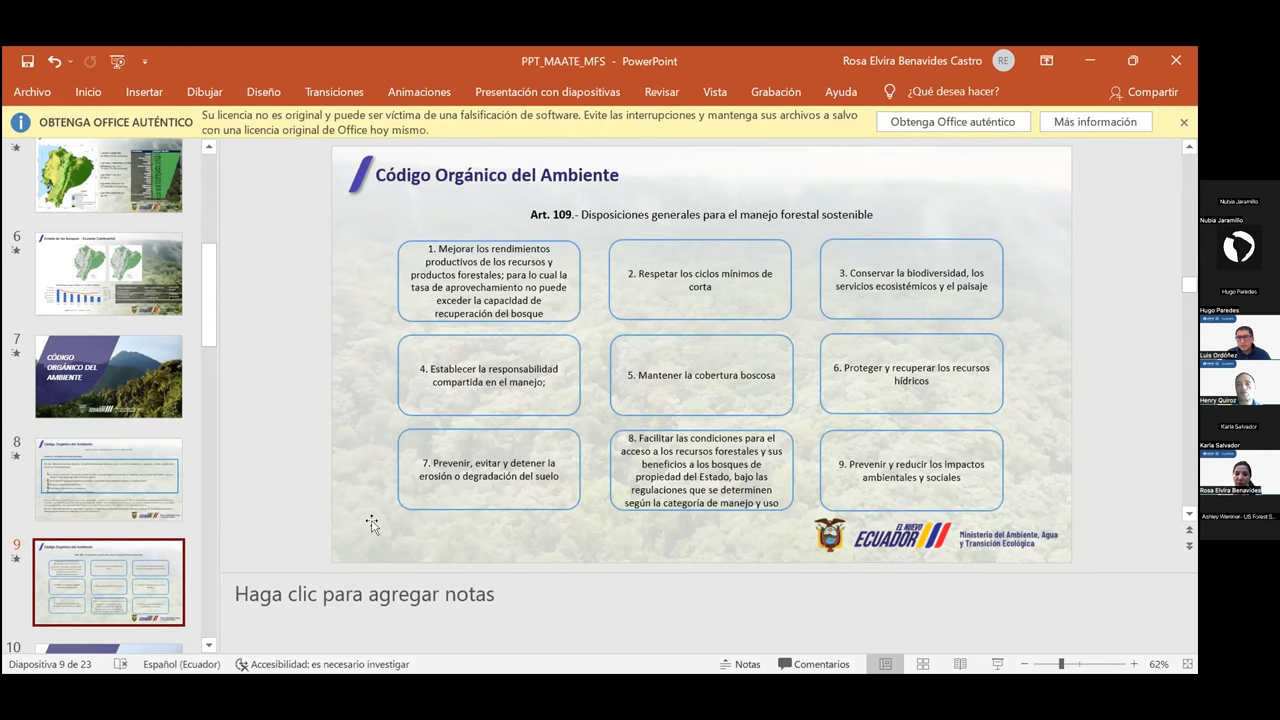 PPT_MAATE_MFS - PowerPoint
Rosa Elvira Benavides Castro
RE
Archivo
Inicio
Insertar
Dibujar
Diseño
Transiciones
Animaciones
Presentación con diapositivas
Revisar
Vista
Grabación
Ayuda
¿Qué desea hacer?
Compartir
OBTENGA OFFICE AUTÉNTICO
Su licencia no es original y puede ser víctima de una falsificación de software. Evite las interrupciones y mantenga sus archivos a salvo
con una licencia original de Office hoy mismo.
Obtenga Office auténtico
Más información
6
7
CÓDIGO
ORGÁNICO DEL
AMBIENTE
8
Código Orgánico del Ambiente
9
Código Orgánico del Ambiente
10
Código Orgánico del Ambiente
Art. 109.- Disposiciones generales para el manejo forestal sostenible
1. Mejorar los rendimientos
productivos de los recursos y
productos forestales; para lo cual la
tasa de aprovechamiento no puede
exceder la capacidad de
recuperación del bosque
2. Respetar los ciclos mínimos de
corta
3. Conservar la biodiversidad, los
servicios ecosistémicos y el paisaje
4. Establecer la responsabilidad
compartida en el manejo;
5. Mantener la cobertura boscosa
6. Proteger y recuperar los recursos
hídricos
7. Prevenir, evitar y detener la
erosión o degradación del suelo
8. Facilitar las condiciones para el
acceso a los recursos forestales y sus
beneficios a los bosques de
propiedad del Estado, bajo las
regulaciones que se determinen
según la categoría de manejo y uso
9. Prevenir y reducir los impactos
ambientales y sociales
EL NUEVO
ECUADOR
Ministerio del Ambiente, Agua
y Transición Ecológica
Haga clic para agregar notas
Diapositiva 9 de 23
Español (Ecuador)
Accesibilidad: es necesario investigar
Notas
Comentarios
62%
Nubia Jaramillo
Nubia Jaramillo
Hugo Paredes
Hugo Paredes
Luis Ordóñez
Henry Quiroz
Karla Salvador
Karla Salvador
Rosa Elvira Benavides
Ashley Warriner - US Forest S...